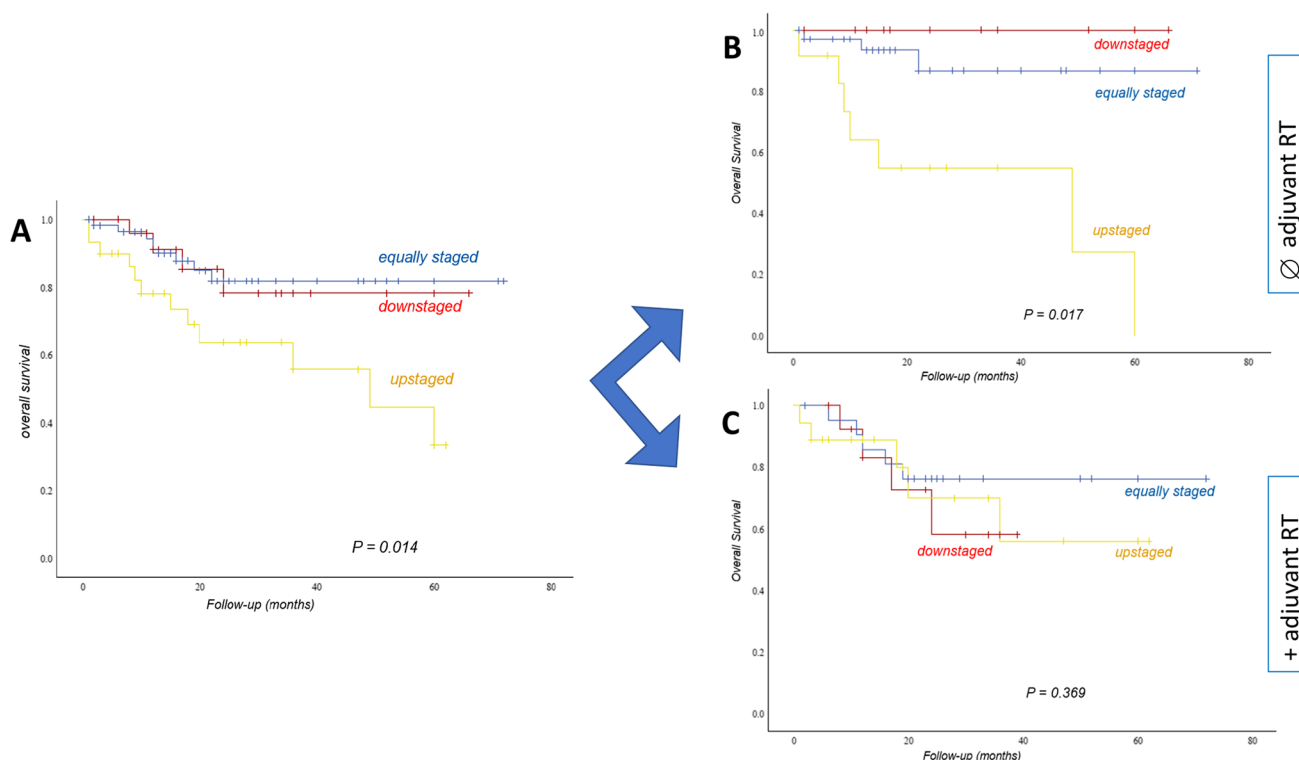 A
overall survival
1.0
0.8
0.6
0.4
0.2
0.0
equally staged
downstaged
upstaged
P = 0.014
0 20 40 60 80
Follow-up (months)
B
Overall Survival
1.0
0.8
0.6
0.4
0.2
0.0
downstaged
equally staged
upstaged
P = 0.017
0 20 40 60 80
Follow-up (months)
∅ adjuvant RT
C
Overall Survival
1.0
0.8
0.6
0.4
0.2
0.0
equally staged
downstaged
upstaged
P = 0.369
0 20 40 60 80
Follow-up (months)
+ adiuvant RT